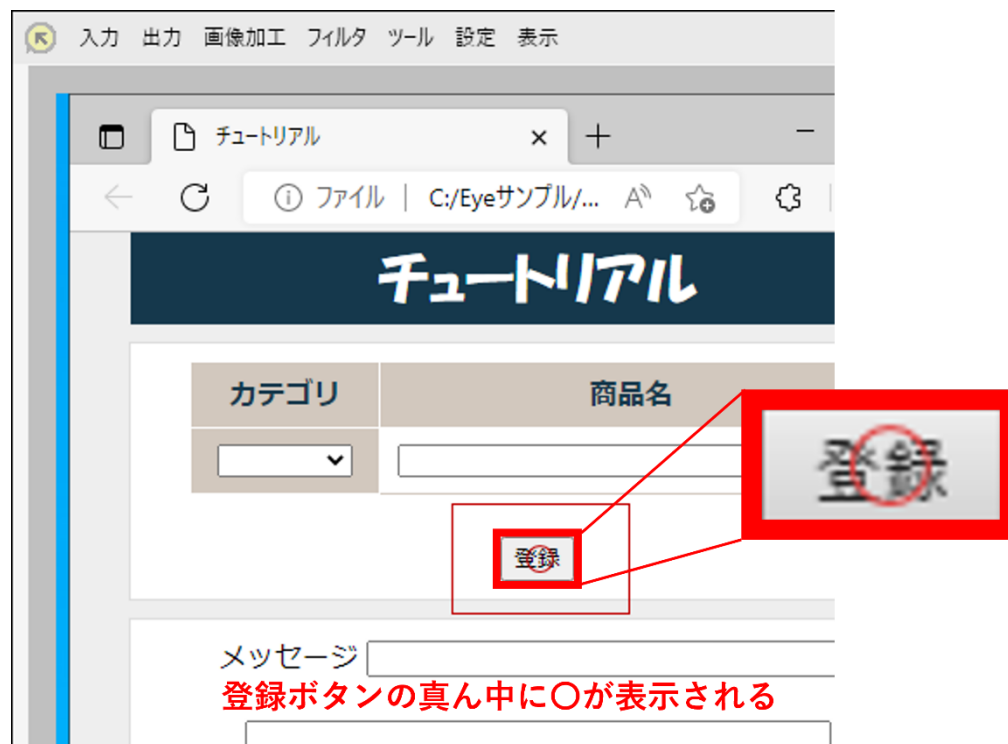 入力 出力 画像加工 フィルタ ツール 設定 表示
チュートリアル
ファイル | C:/Eyeサンプル/...
チュートリアル
カテゴリ 商品名
登録
登録
メッセージ
登録ボタンの真ん中に〇が表示される